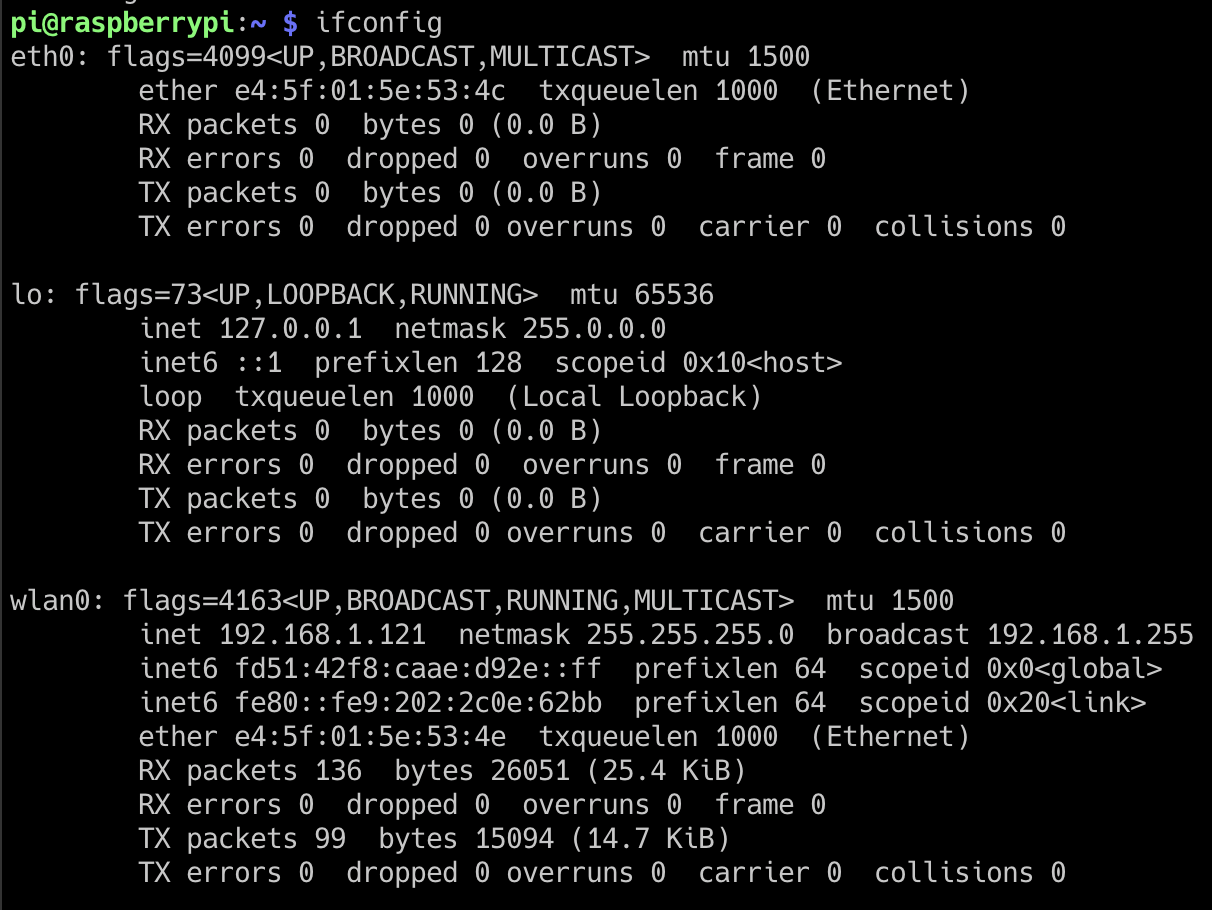 pi@raspberrypi:~ $ ifconfig
eth0: flags=4099<UP,BROADCAST,MULTICAST>  mtu 1500
        ether e4:5f:01:5e:53:4c  txqueuelen 1000  (Ethernet)
        RX packets 0  bytes 0 (0.0 B)
        RX errors 0  dropped 0  overruns 0  frame 0
        TX packets 0  bytes 0 (0.0 B)
        TX errors 0  dropped 0 overruns 0  carrier 0  collisions 0

lo: flags=73<UP,LOOPBACK,RUNNING>  mtu 65536
        inet 127.0.0.1  netmask 255.0.0.0
        inet6 ::1  prefixlen 128  scopeid 0x10<host>
        loop  txqueuelen 1000  (Local Loopback)
        RX packets 0  bytes 0 (0.0 B)
        RX errors 0  dropped 0  overruns 0  frame 0
        TX packets 0  bytes 0 (0.0 B)
        TX errors 0  dropped 0 overruns 0  carrier 0  collisions 0

wlan0: flags=4163<UP,BROADCAST,RUNNING,MULTICAST>  mtu 1500
        inet 192.168.1.121  netmask 255.255.255.0  broadcast 192.168.1.255
        inet6 fd51:42f8:caae:d92e::ff  prefixlen 64  scopeid 0x0<global>
        inet6 fe80::fe9:202:2c0e:62bb  prefixlen 64  scopeid 0x20<link>
        ether e4:5f:01:5e:53:4e  txqueuelen 1000  (Ethernet)
        RX packets 136  bytes 26051 (25.4 KiB)
        RX errors 0  dropped 0  overruns 0  frame 0
        TX packets 99  bytes 15094 (14.7 KiB)
        TX errors 0  dropped 0 overruns 0  carrier 0  collisions 0